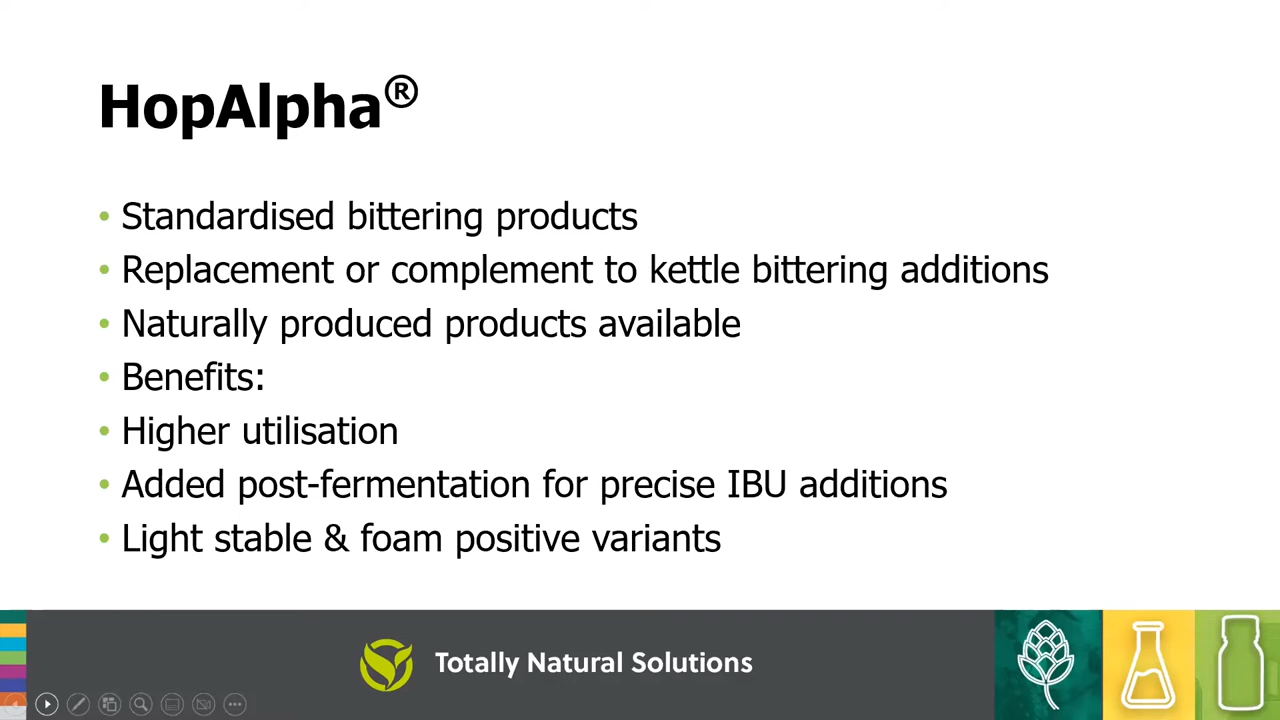 HopAlpha®
• Standardised bittering products
• Replacement or complement to kettle bittering additions
• Naturally produced products available
• Benefits:
• Higher utilisation
• Added post-fermentation for precise IBU additions
• Light stable & foam positive variants
Totally Natural Solutions